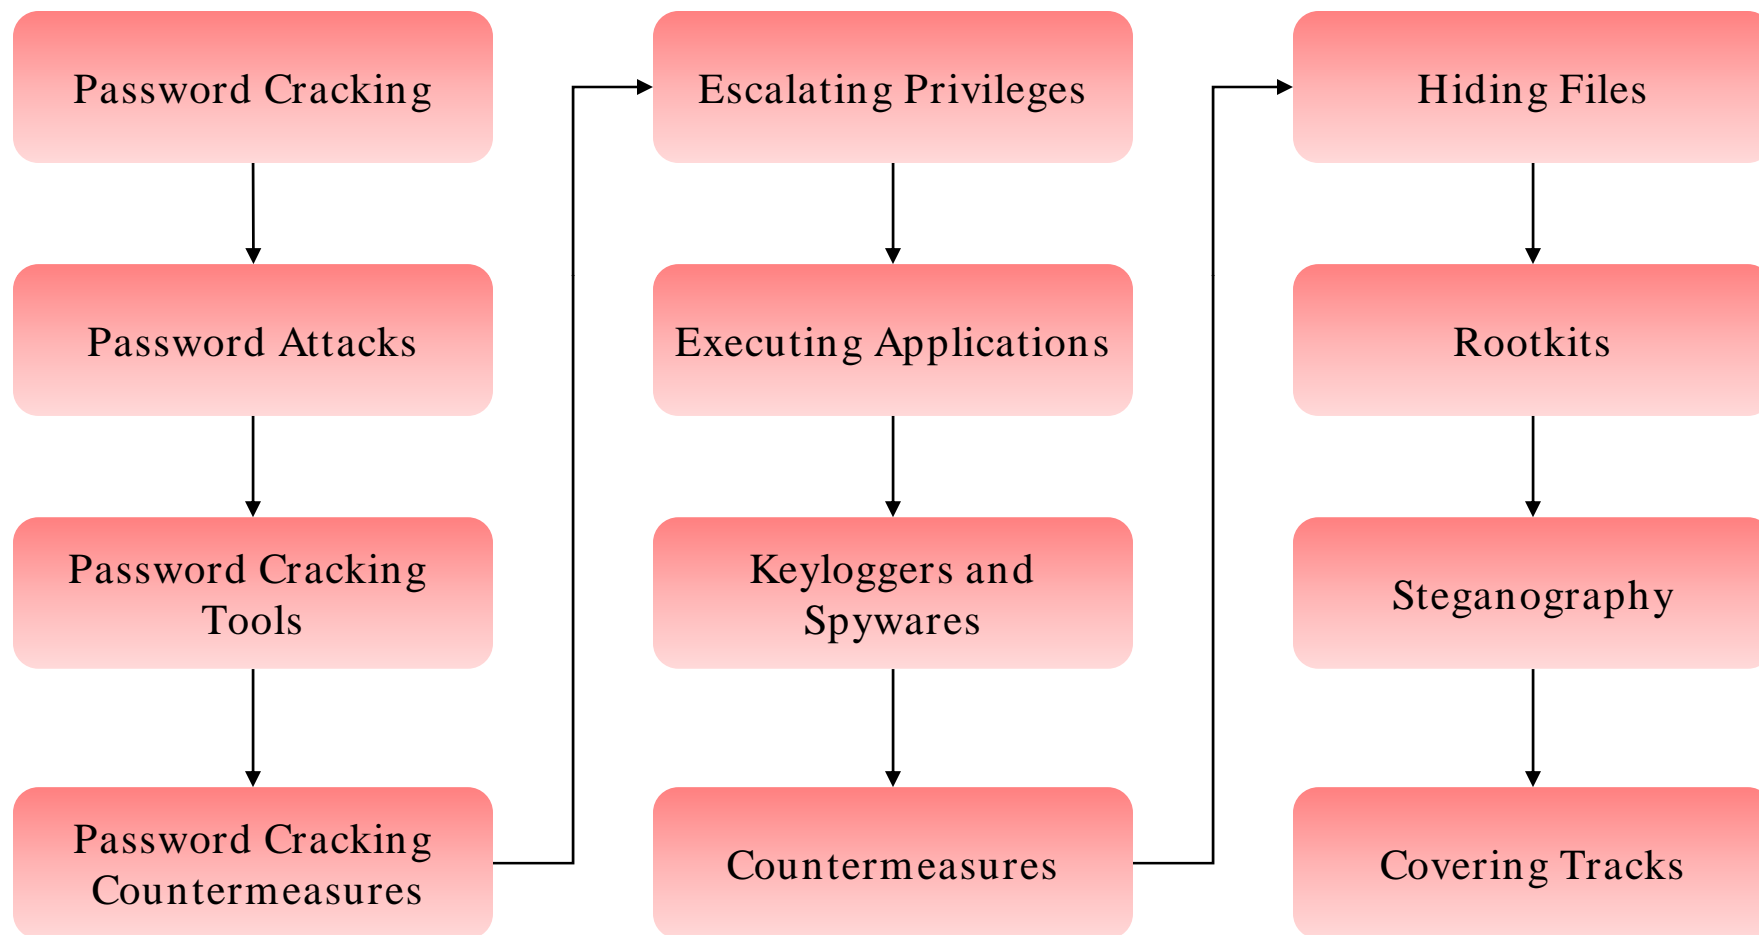 Password Cracking
Password Attacks
Password Cracking
Tools
Password Cracking
Countermeasures
Escalating Privileges
Executing Applications
Keyloggers and
Spywares
Countermeasures
Hiding Files
Rootkits
Steganography
Covering Tracks